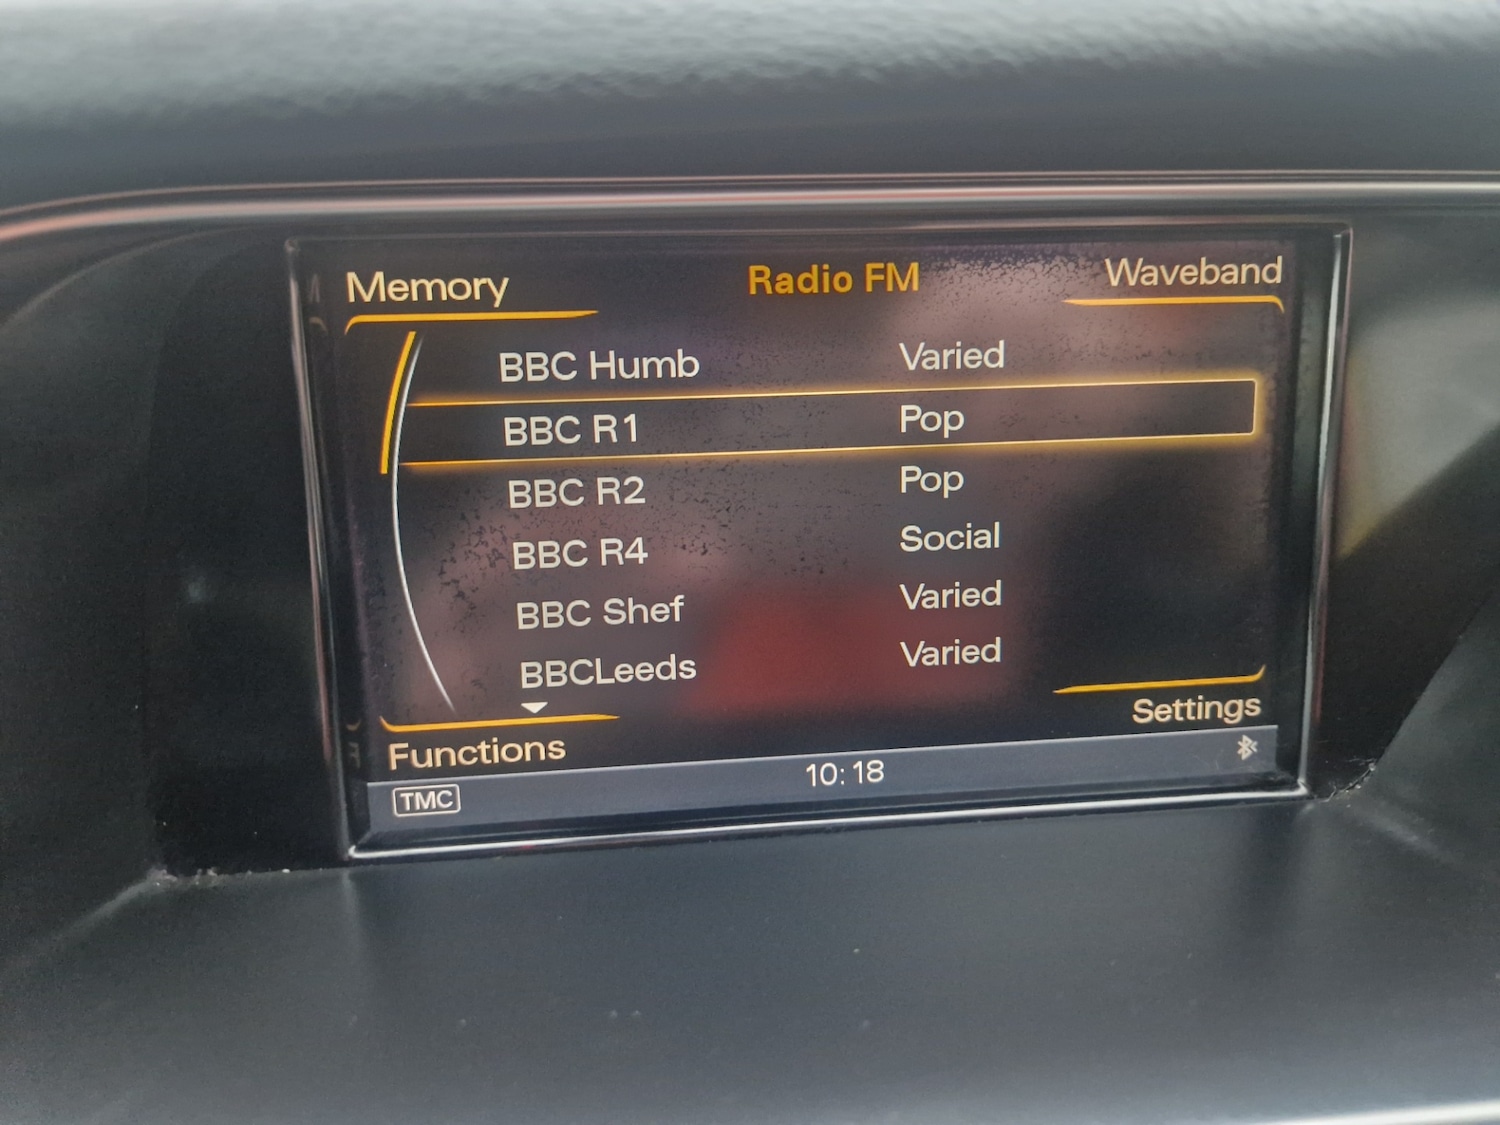 Memory Radio FM Waveband
BBC Humb Varied
BBC R1 Pop
BBC R2 Pop
BBC R4 Social
BBC Shef Varied
BBCLeeds Varied
Functions Settings
TMC 10:18